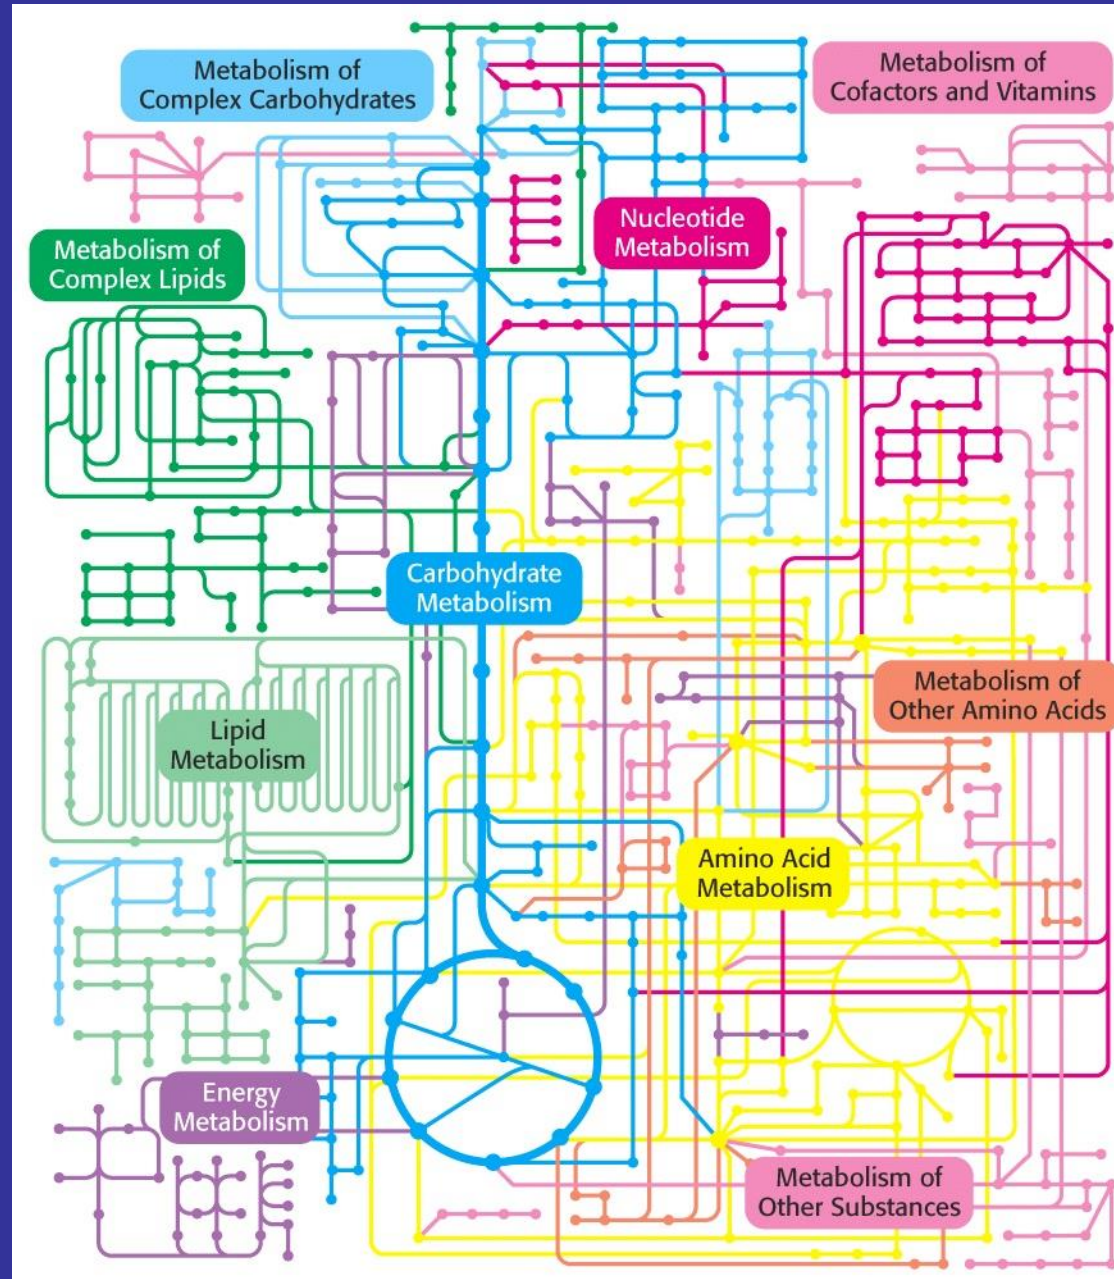 Metabolism of
Complex Carbohydrates
Metabolism of
Cofactors and Vitamins
Nucleotide
Metabolism
Metabolism of
Complex Lipids
Carbohydrate
Metabolism
Metabolism of
Other Amino Acids
Lipid
Metabolism
Amino Acid
Metabolism
Energy
Metabolism
Metabolism of
Other Substances